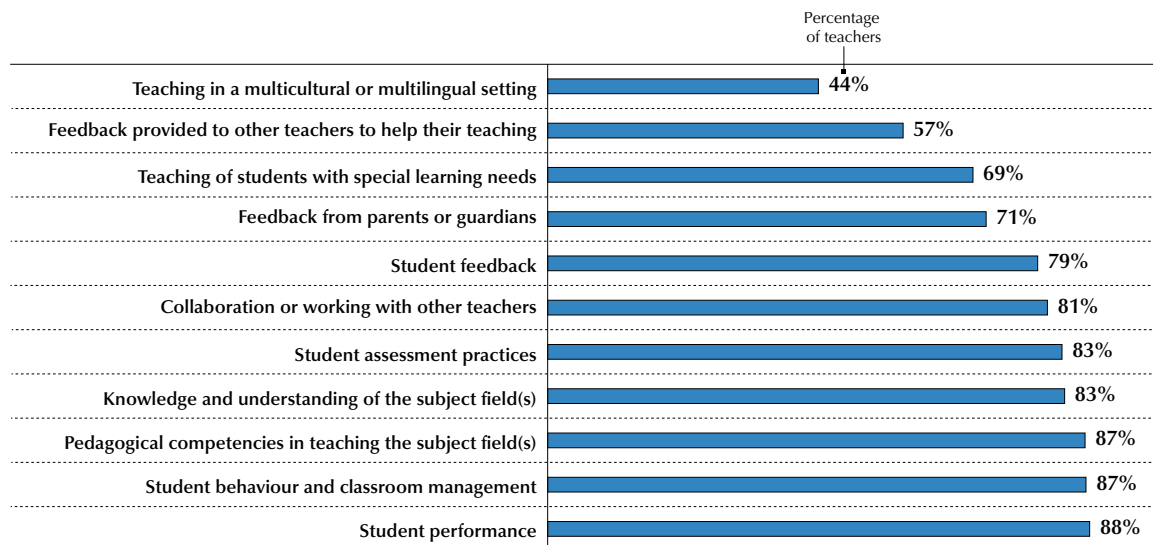 Percentage
of teachers
Teaching in a multicultural or multilingual setting 44%
Feedback provided to other teachers to help their teaching 57%
Teaching of students with special learning needs 69%
Feedback from parents or guardians 71%
Student feedback 79%
Collaboration or working with other teachers 81%
Student assessment practices 83%
Knowledge and understanding of the subject field(s) 83%
Pedagogical competencies in teaching the subject field(s) 87%
Student behaviour and classroom management 87%
Student performance 88%